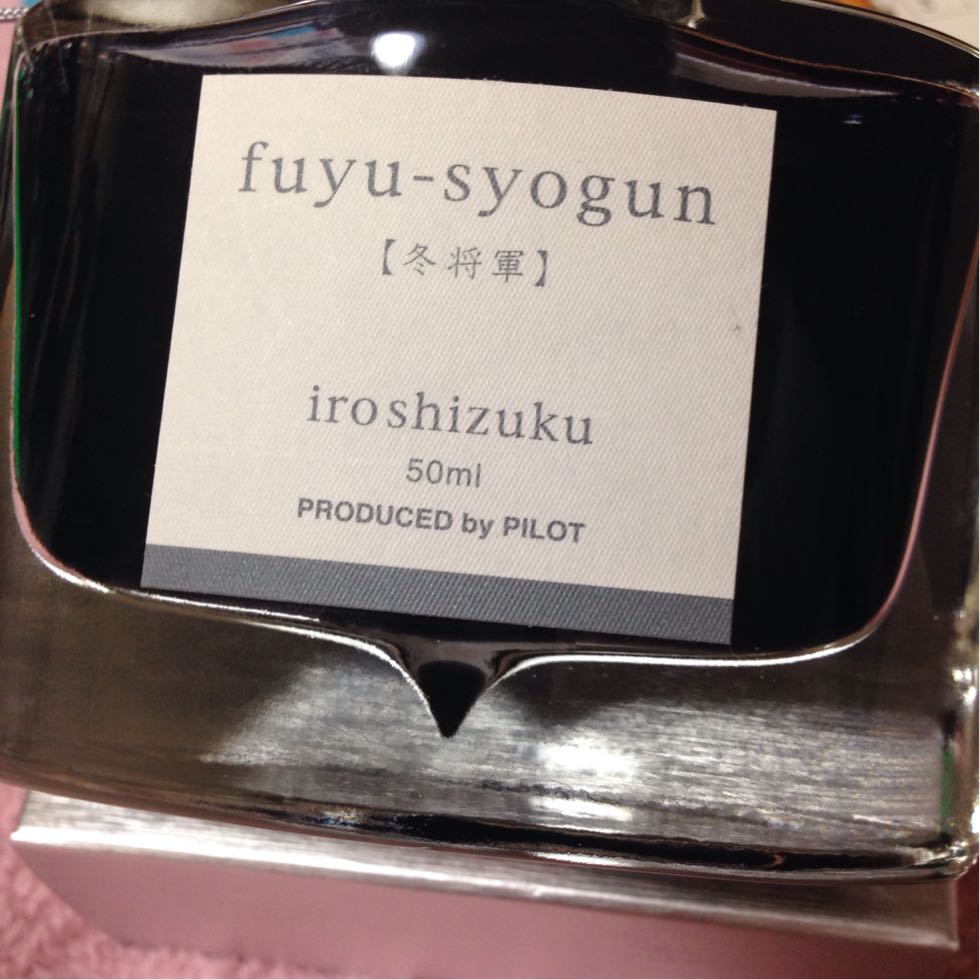 fuyu-syogun
【冬将軍】
iroshizuku
50ml
PRODUCED by PILOT